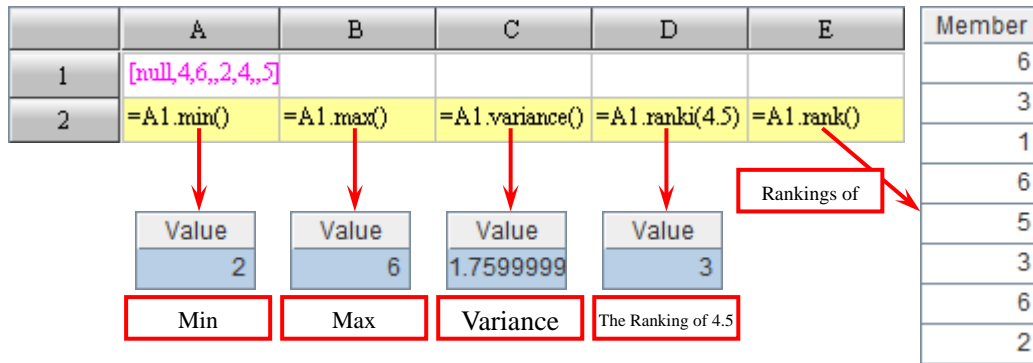 A B C D E
1 [null,4,6,,2,4,,5]
2 =A1.min() =A1.max() =A1.variance() =A1.ranki(4.5) =A1.rank()
Value
2
Min
Value
6
Max
Value
1.7599999
Variance
Value
3
The Ranking of 4.5
Rankings of
Member
6
3
1
6
5
3
6
2